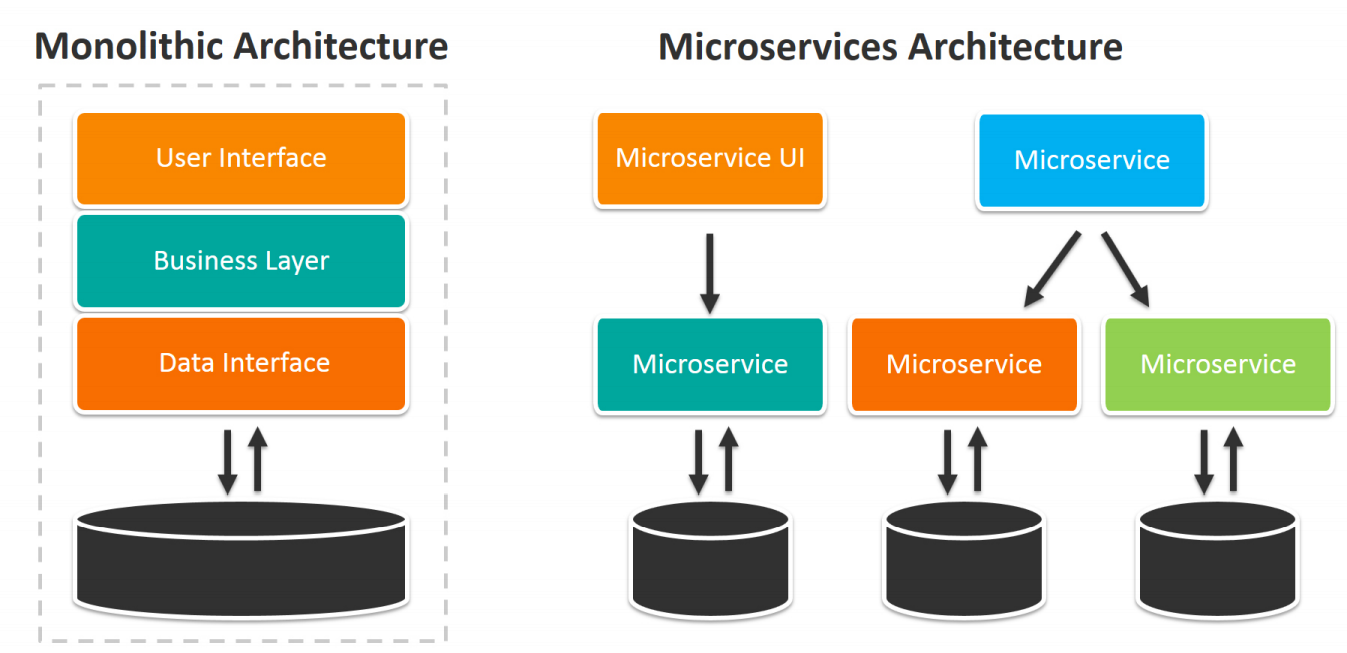 Monolithic Architecture
User Interface
Business Layer
Data Interface
Microservices Architecture
Microservice UI
Microservice
Microservice
Microservice
Microservice